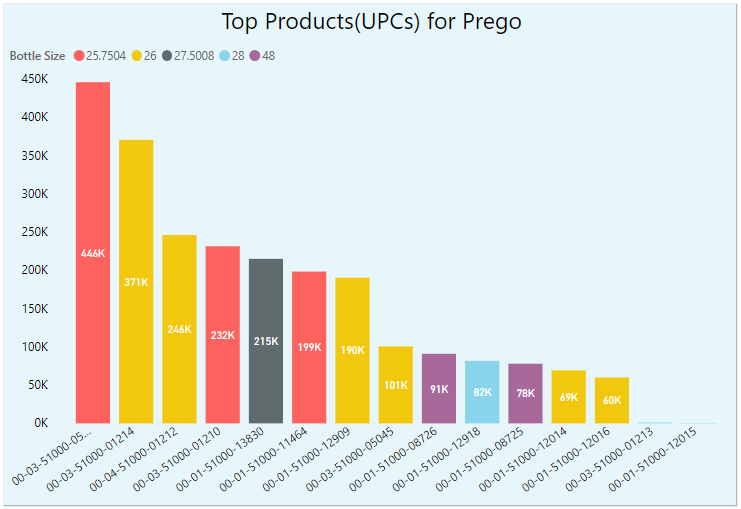 Top Products(UPCs) for Prego
Bottle Size 25.7504 26 27.5008 28 48
450K
400K
350K
300K
250K
200K
150K
100K
50K
0K
446K
371K
246K
232K
215K
199K
190K
101K
91K
82K
78K
69K
60K
00-03-51000-05...
00-03-51000-01214
00-04-51000-01212
00-03-51000-01210
00-01-51000-13830
00-01-51000-11464
00-01-51000-12909
00-03-51000-05045
00-01-51000-08726
00-01-51000-12918
00-01-51000-08725
00-01-51000-12014
00-01-51000-12016
00-03-51000-01213
00-01-51000-12015